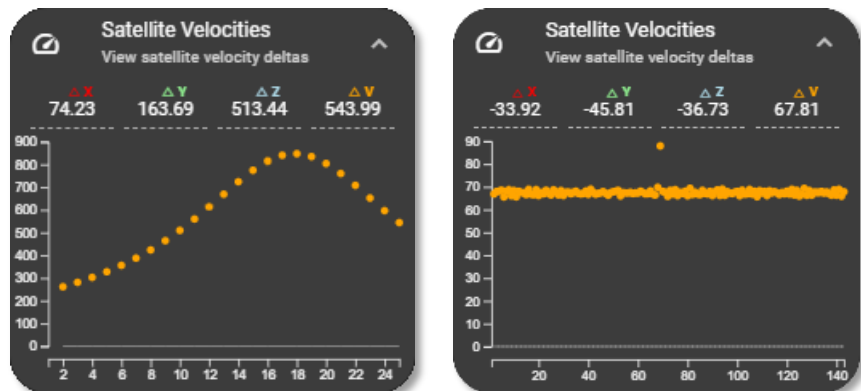 Satellite Velocities
View satellite velocity deltas
△ X △ Y △ Z △ V
74.23 163.69 513.44 543.99
900
800
700
600
500
400
300
200
100
0
2 4 6 8 10 12 14 16 18 20 22 24
Satellite Velocities
View satellite velocity deltas
△ X △ Y △ Z △ V
-33.92 -45.81 -36.73 67.81
90
80
70
60
50
40
30
20
10
0
20 40 60 80 100 120 140